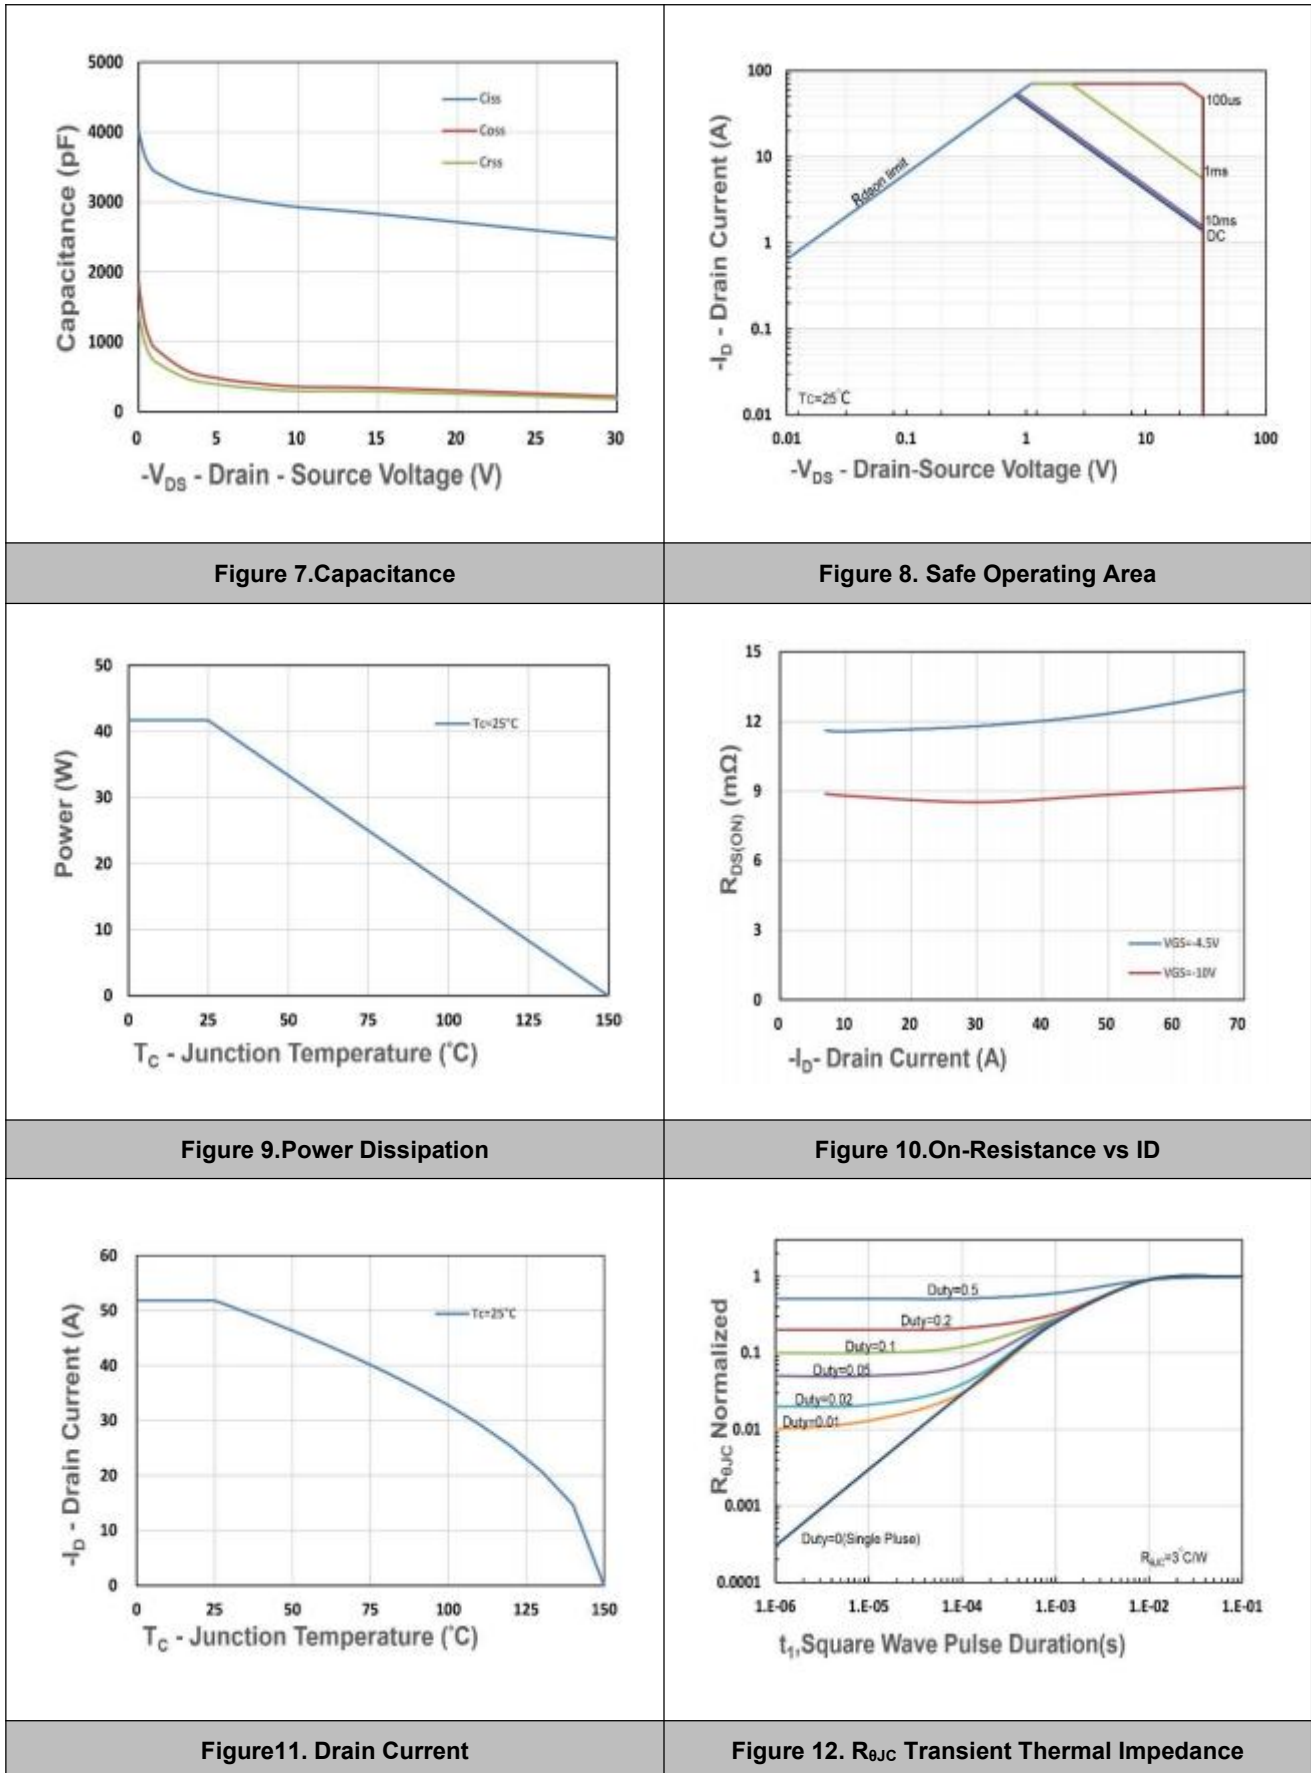 5000
4000
3000
2000
1000
0
Capacitance (pF)
Ciss
Coss
Crss
0 5 10 15 20 25 30
-VDS - Drain - Source Voltage (V)
Figure 7.Capacitance
100
10
1
0.1
0.01
-ID - Drain Current (A)
Rdson limit
100us
1ms
10ms
DC
Tc=25°C
0.01 0.1 1 10 100
-VDS - Drain-Source Voltage (V)
Figure 8. Safe Operating Area
50
40
30
20
10
0
Power (W)
Tc=25°C
0 25 50 75 100 125 150
TC - Junction Temperature (°C)
Figure 9.Power Dissipation
15
12
9
6
3
0
RDS(ON) (mΩ)
VGS=-4.5V
VGS=-10V
0 10 20 30 40 50 60 70
-ID- Drain Current (A)
Figure 10.On-Resistance vs ID
60
50
40
30
20
10
0
-ID - Drain Current (A)
Tc=25°C
0 25 50 75 100 125 150
TC - Junction Temperature (°C)
Figure11. Drain Current
1
0.1
0.01
0.001
0.0001
RθJC Normalized
Duty=0.5
Duty=0.2
Duty=0.1
Duty=0.05
Duty=0.02
Duty=0.01
Duty=0(Single Pluse)
RθJC=3°C/W
1.E-06 1.E-05 1.E-04 1.E-03 1.E-02 1.E-01
t1,Square Wave Pulse Duration(s)
Figure 12. RθJC Transient Thermal Impedance